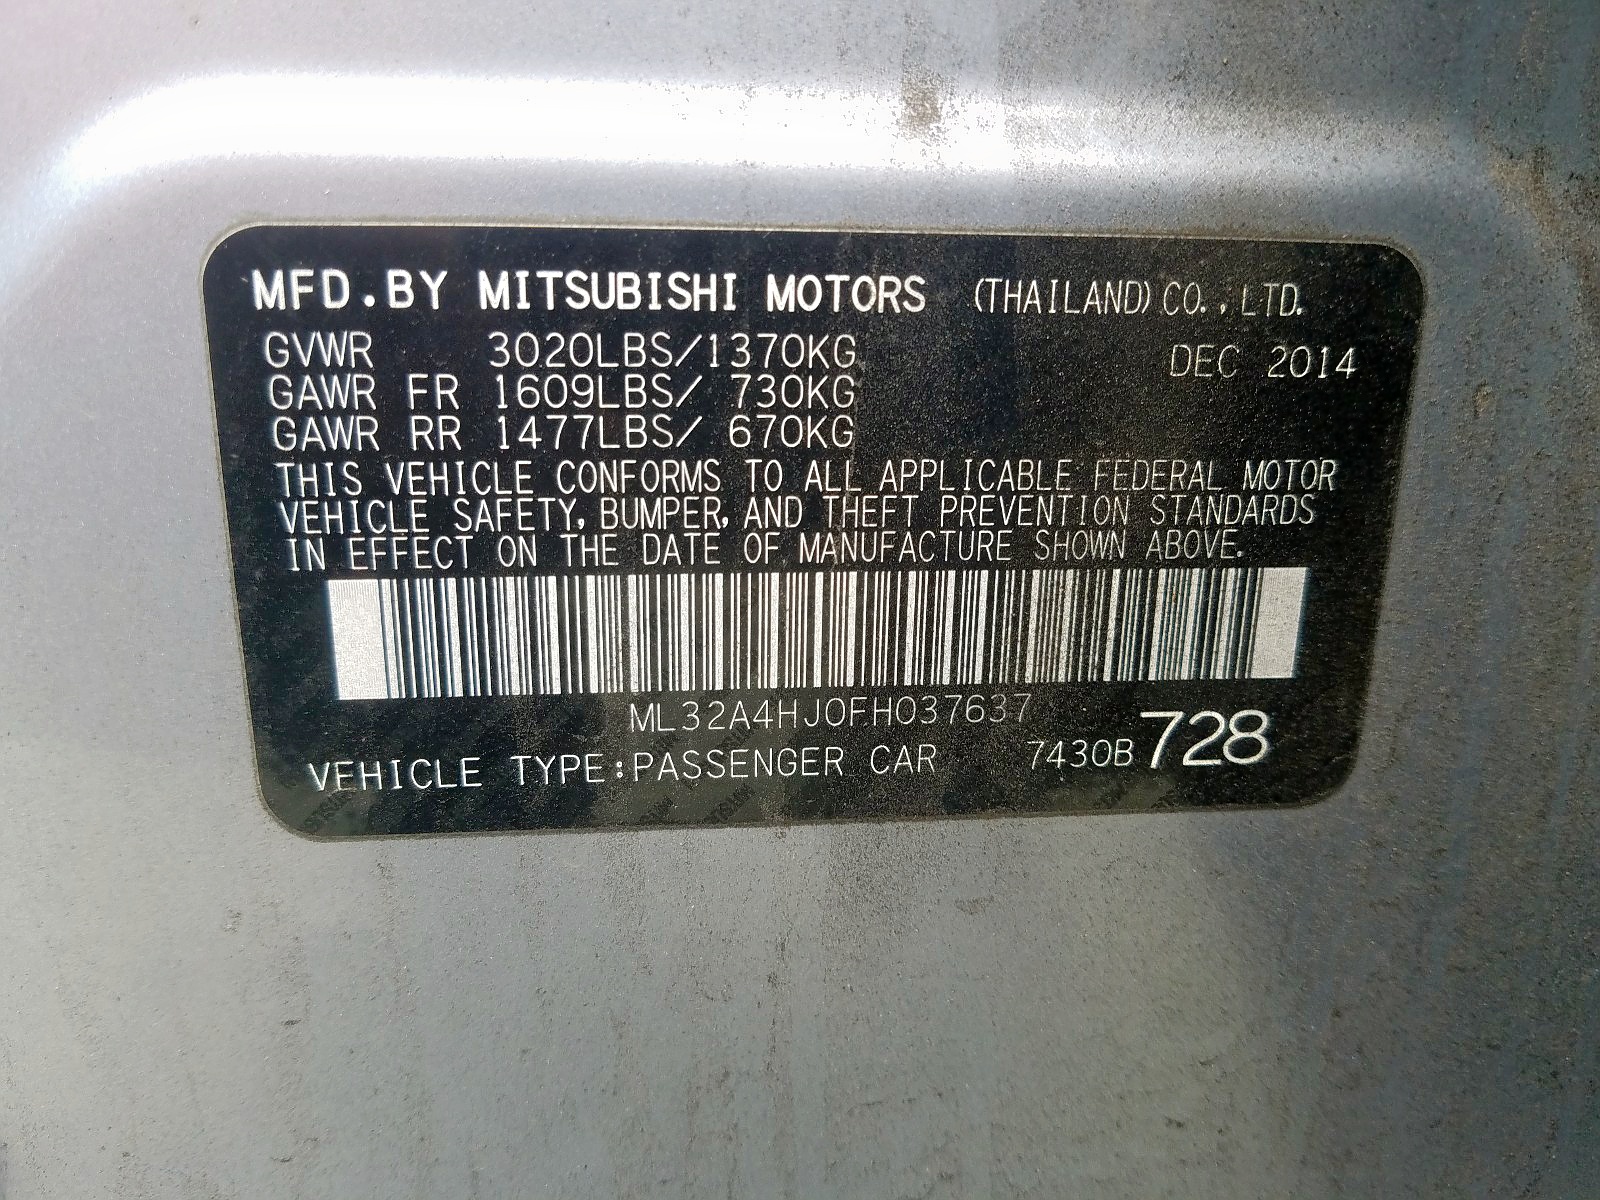 MFD.BY MITSUBISHI MOTORS (THAILAND) CO., LTD.
GVWR 3020LBS/1370KG DEC 2014
GAWR FR 1609LBS/ 730KG
GAWR RR 1477LBS/ 670KG
THIS VEHICLE CONFORMS TO ALL APPLICABLE FEDERAL MOTOR
VEHICLE SAFETY, BUMPER, AND THEFT PREVENTION STANDARDS
IN EFFECT ON THE DATE OF MANUFACTURE SHOWN ABOVE.
ML32A4HJ0FH037637
VEHICLE TYPE:PASSENGER CAR 7430B 728